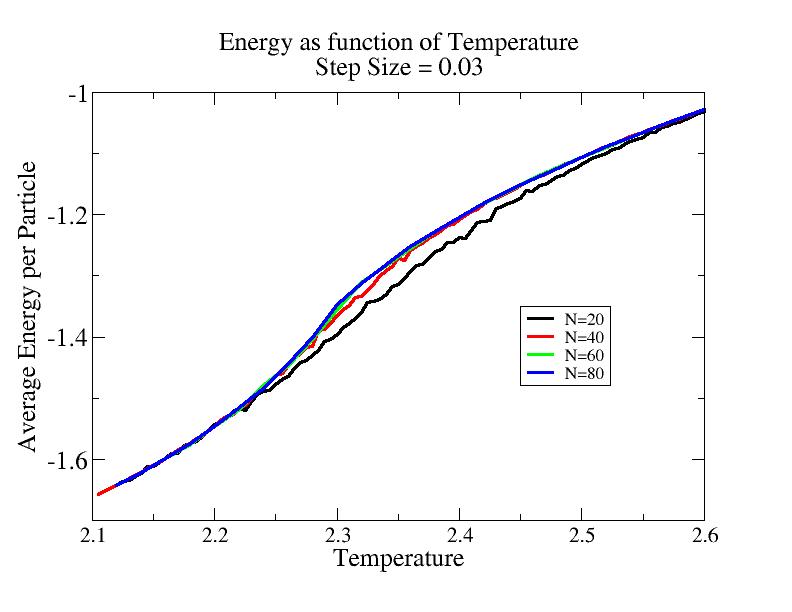 Energy as function of Temperature
Step Size = 0.03
-1
-1.2
-1.4
-1.6
Average Energy per Particle
N=20
N=40
N=60
N=80
2.1 2.2 2.3 2.4 2.5 2.6
Temperature